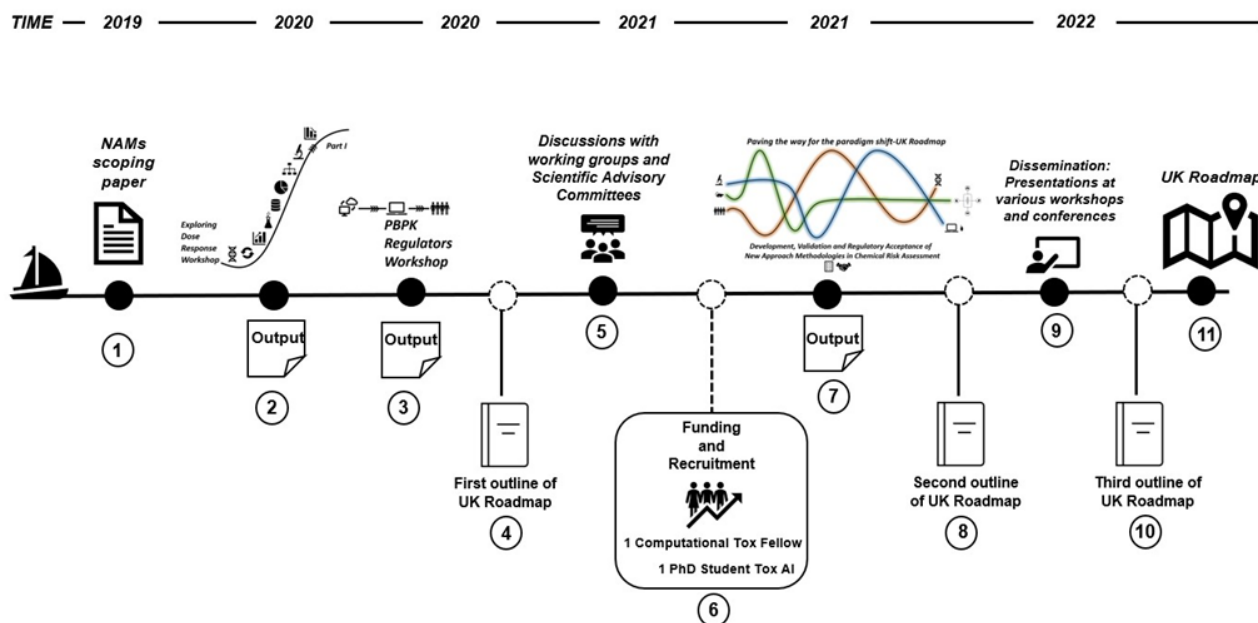 TIME 2019 2020 2020 2021 2021 2022
NAMs
scoping
paper
Part I
Exploring
Dose
Response
Workshop
PBPK
Regulators
Workshop
Discussions with
working groups and
Scientific Advisory
Committees
Paving the way for the paradigm shift-UK Roadmap
Development, Validation and Regulatory Acceptance of
New Approach Methodologies in Chemical Risk Assessment
Dissemination:
Presentations at
various workshops
and conferences
UK Roadmap
1
Output
2
Output
3
First outline of
UK Roadmap
4
5
Funding
and
Recruitment
1 Computational Tox Fellow
1 PhD Student Tox AI
6
Output
7
Second outline
of UK Roadmap
8
9
Third outline of
UK Roadmap
10
11